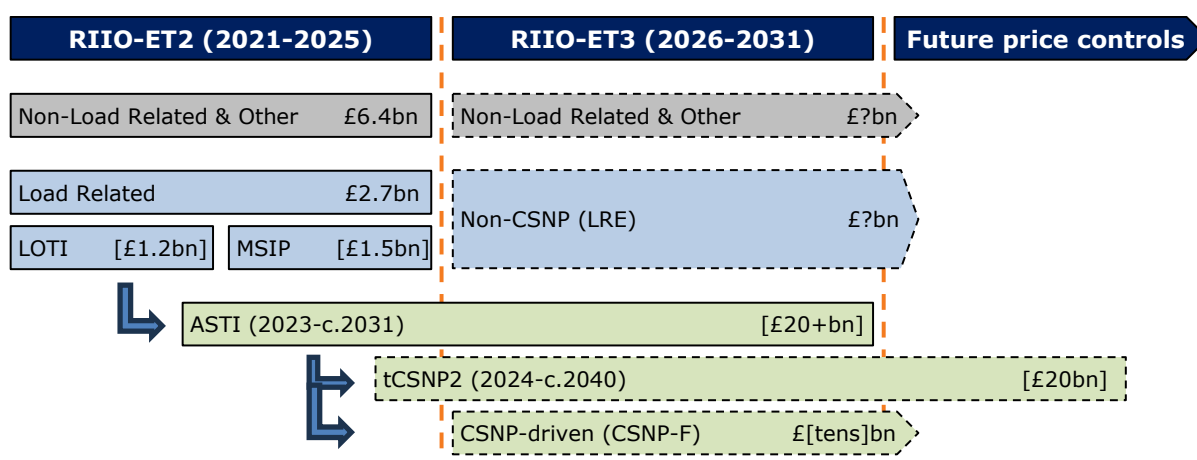 RIIO-ET2 (2021-2025) RIIO-ET3 (2026-2031) Future price controls
Non-Load Related & Other £6.4bn Non-Load Related & Other £?bn
Load Related £2.7bn
Non-CSNP (LRE) £?bn
LOTI [£1.2bn] MSIP [£1.5bn]
ASTI (2023-c.2031) [£20+bn]
tCSNP2 (2024-c.2040) [£20bn]
CSNP-driven (CSNP-F) £[tens]bn